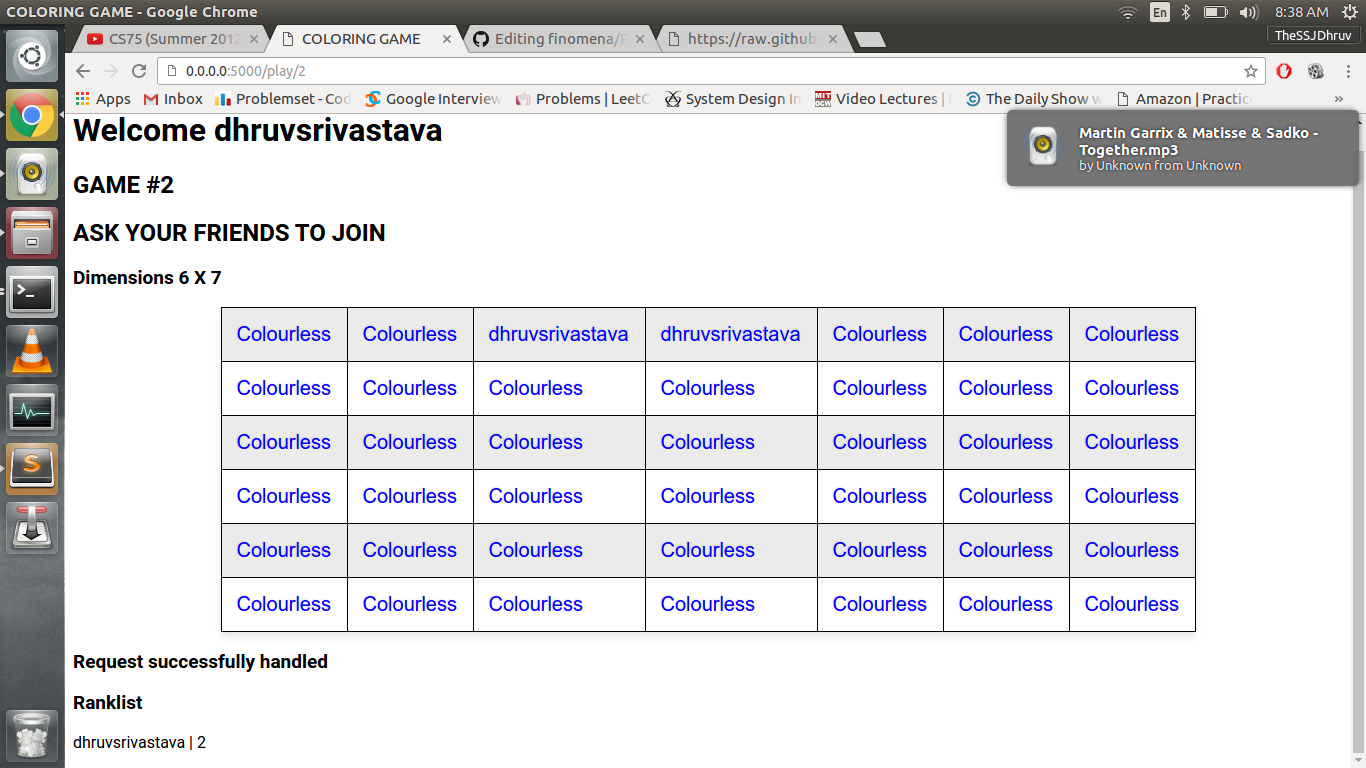 COLORING GAME - Google Chrome
En
8:38 AM
CS75 (Summer 2012
COLORING GAME
Editing finomena/R
https://raw.github
TheSSJDhruv
0.0.0.0:5000/play/2
Apps Inbox Problemset - Cod Google Interview Problems | LeetC System Design In Video Lectures | The Daily Show w Amazon | Practic »
Welcome dhruvsrivastava
Martin Garrix & Matisse & Sadko -
Together.mp3
by Unknown from Unknown
GAME #2
ASK YOUR FRIENDS TO JOIN
Dimensions 6 X 7
Colourless Colourless dhruvsrivastava dhruvsrivastava Colourless Colourless Colourless
Colourless Colourless Colourless Colourless Colourless Colourless Colourless
Colourless Colourless Colourless Colourless Colourless Colourless Colourless
Colourless Colourless Colourless Colourless Colourless Colourless Colourless
Colourless Colourless Colourless Colourless Colourless Colourless Colourless
Colourless Colourless Colourless Colourless Colourless Colourless Colourless
Request successfully handled
Ranklist
dhruvsrivastava | 2